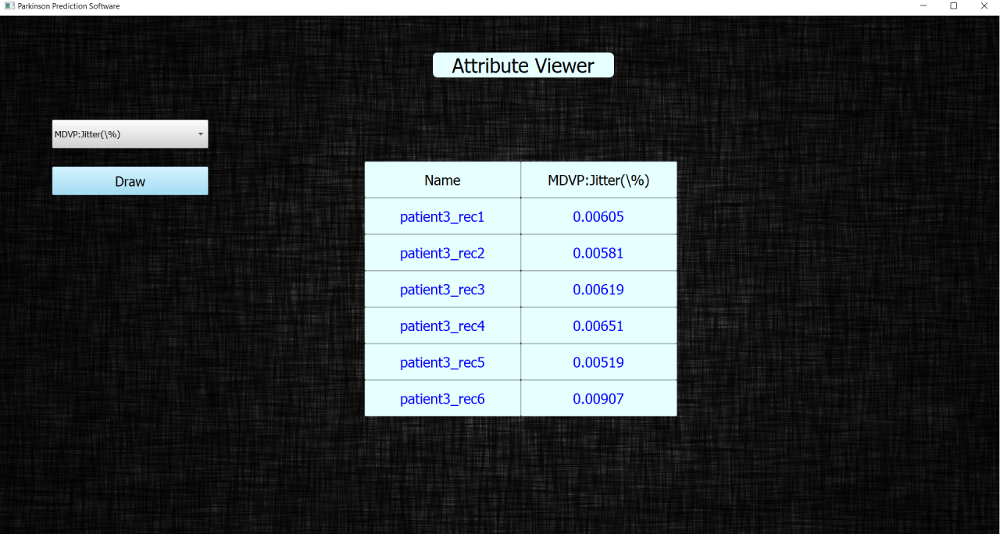 Parkinson Prediction Software
Attribute Viewer
MDVP:Jitter(\%)
Draw
Name MDVP:Jitter(\%)
patient3_rec1 0.00605
patient3_rec2 0.00581
patient3_rec3 0.00619
patient3_rec4 0.00651
patient3_rec5 0.00519
patient3_rec6 0.00907